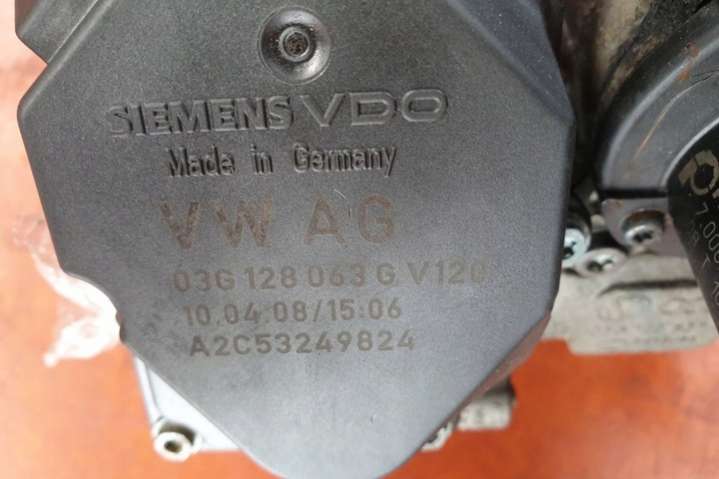 SIEMENS VDO
Made in Germany
VW AG
03G 128 063 G V120
10.04.08/15:06
A2C53249824